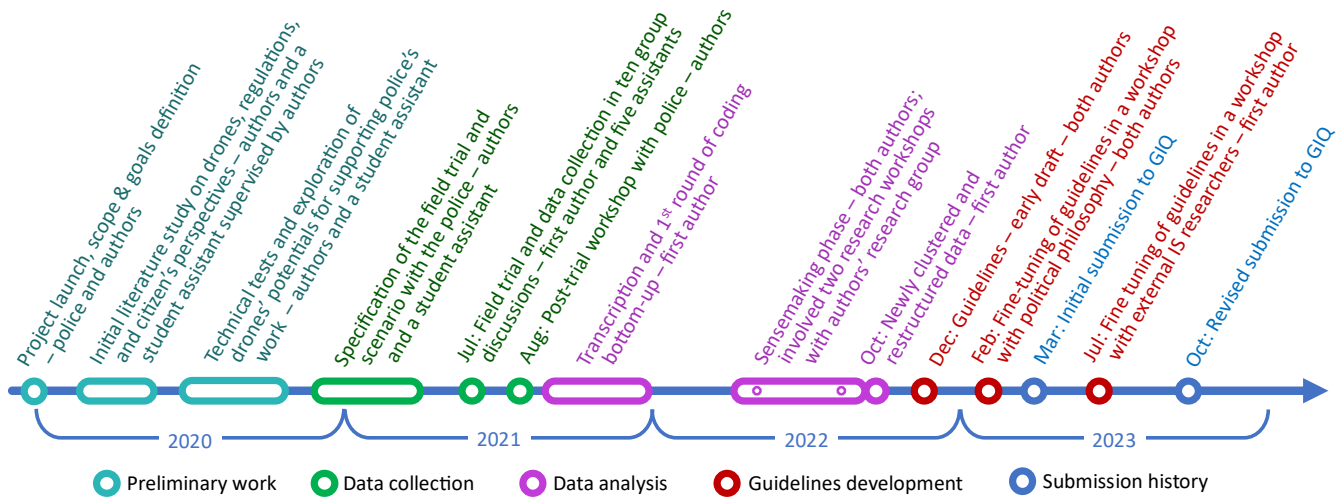 Project launch, scope & goals definition
– police and authors
Initial literature study on drones, regulations,
and citizen's perspectives – authors and a
student assistant supervised by authors
Technical tests and exploration of
drones' potentials for supporting police's
work – authors and a student assistant
Specification of the field trial and
scenario with the police – authors
and a student assistant
Jul: Field trial and data collection in ten group
discussions – first author and five assistants
Aug: Post-trial workshop with police – authors
Transcription and 1st round of coding
bottom-up – first author
Sensemaking phase – both authors;
involved two research workshops
with authors' research group
Oct: Newly clustered and
restructured data – first author
Dec: Guidelines – early draft – both authors
Feb: Fine-tuning of guidelines in a workshop
with political philosophy – both authors
Mar: Initial submission to GIQ
Jul: Fine tuning of guidelines in a workshop
with external IS researchers – first author
Oct: Revised submission to GIQ
2020
2021
2022
2023
Preliminary work
Data collection
Data analysis
Guidelines development
Submission history